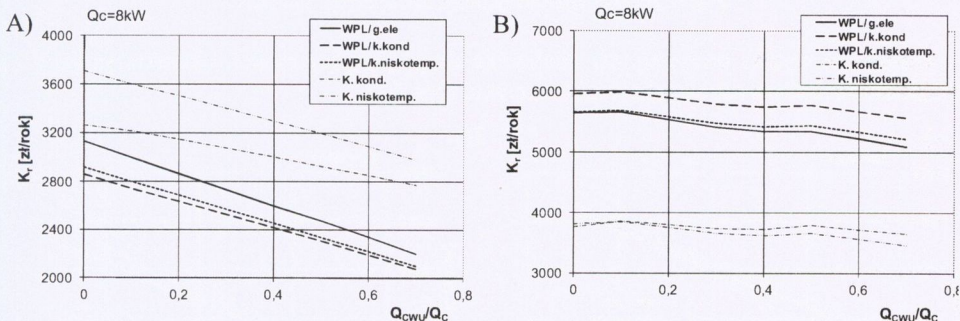 A)
Qc=8kW
4000
3600
3200
2800
2400
2000
Kr [zł/rok]
WPL/g.ele
WPL/k.kond
WPL/k.niskotemp.
K. kond.
K. niskotemp.
0
0,2
0,4
0,6
0,8
QCWU/QC
B)
Qc=8kW
7000
6000
5000
4000
3000
Kr [zł/rok]
WPL/g.ele
WPL/k.kond
WPL/k.niskotemp.
K. kond.
K. niskotemp.
0
0,2
0,4
0,6
0,8
QCWU/QC